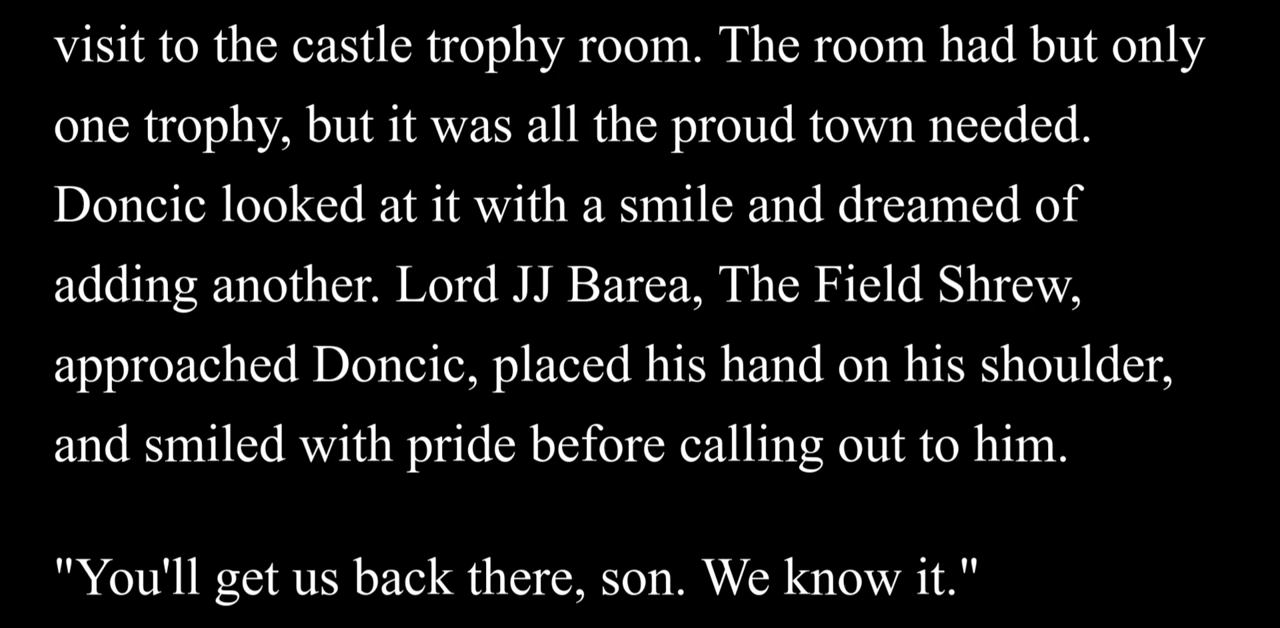 visit to the castle trophy room. The room had but only
one trophy, but it was all the proud town needed.
Doncic looked at it with a smile and dreamed of
adding another. Lord JJ Barea, The Field Shrew,
approached Doncic, placed his hand on his shoulder,
and smiled with pride before calling out to him.
"You'll get us back there, son. We know it."